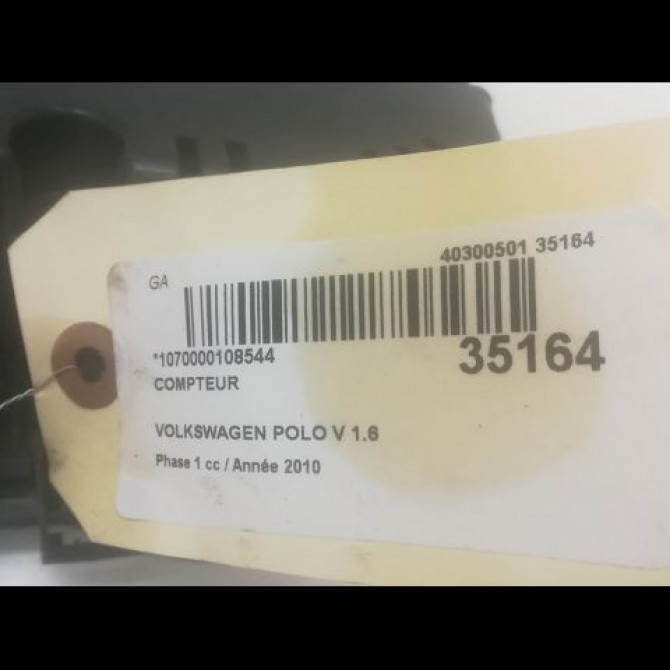 GA
40300501 35164
*1070000108544
35164
COMPTEUR
VOLKSWAGEN POLO V 1.6
Phase 1 cc / Année 2010